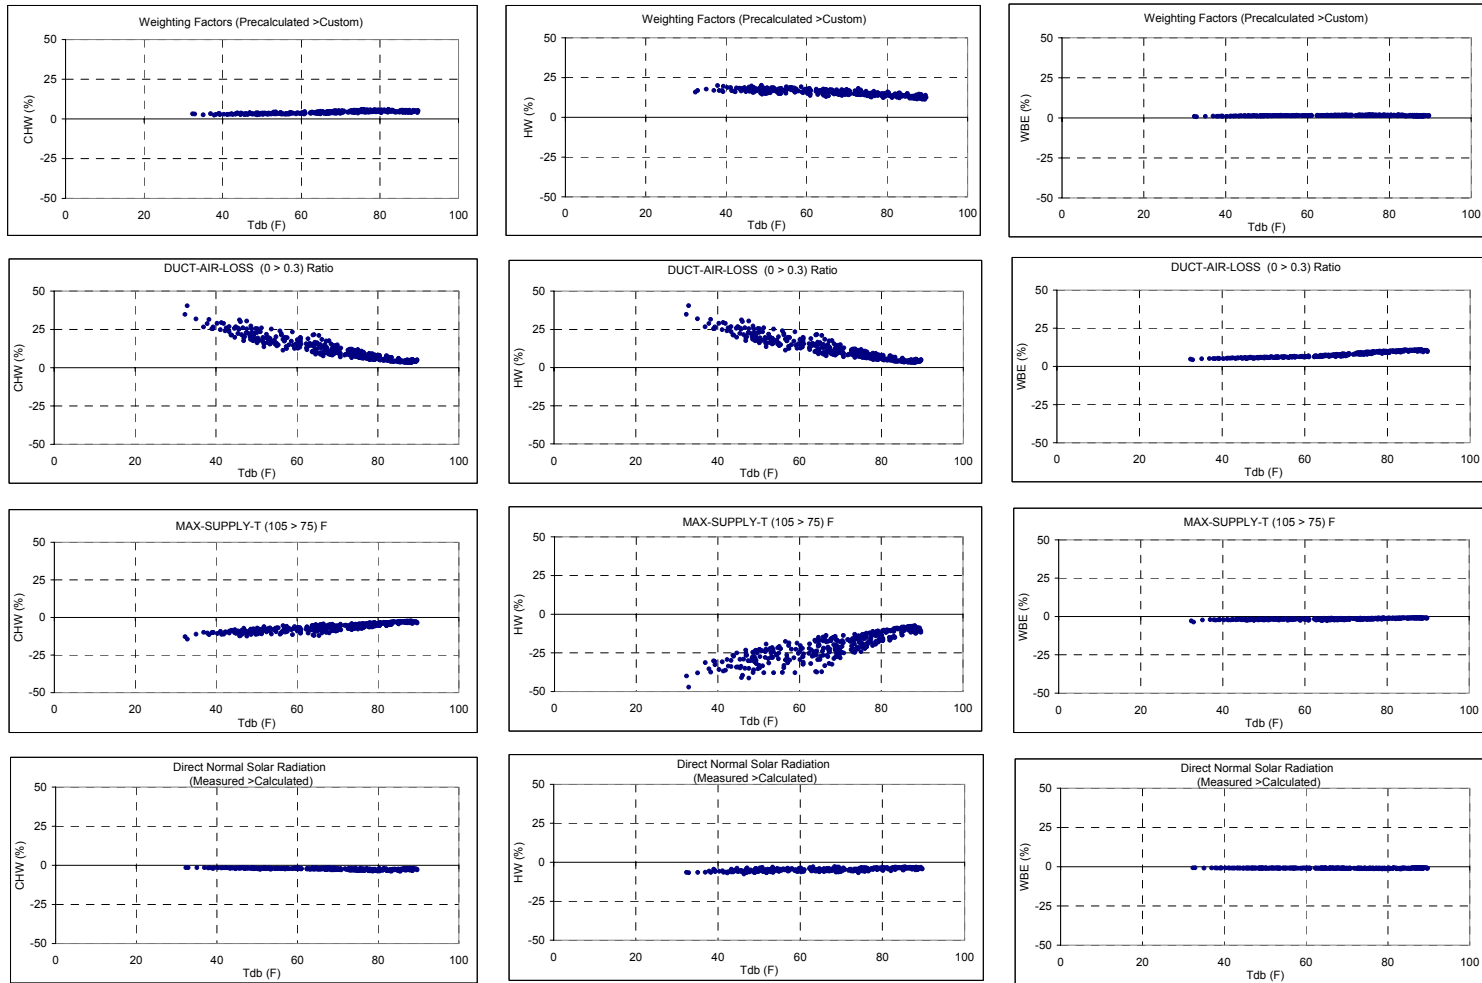 Weighting Factors (Precalculated >Custom)
50
25
0
-25
-50
CHW (%)
0 20 40 60 80 100
Tdb (F)
Weighting Factors (Precalculated >Custom)
50
25
0
-25
-50
HW (%)
0 20 40 60 80 100
Tdb (F)
Weighting Factors (Precalculated >Custom)
50
25
0
-25
-50
WBE (%)
0 20 40 60 80 100
Tdb (F)
DUCT-AIR-LOSS (0 > 0.3) Ratio
50
25
0
-25
-50
CHW (%)
0 20 40 60 80 100
Tdb (F)
DUCT-AIR-LOSS (0 > 0.3) Ratio
50
25
0
-25
-50
HW (%)
0 20 40 60 80 100
Tdb (F)
DUCT-AIR-LOSS (0 > 0.3) Ratio
50
25
0
-25
-50
WBE (%)
0 20 40 60 80 100
Tdb (F)
MAX-SUPPLY-T (105 > 75) F
50
25
0
-25
-50
CHW (%)
0 20 40 60 80 100
Tdb (F)
MAX-SUPPLY-T (105 > 75) F
50
25
0
-25
-50
HW (%)
0 20 40 60 80 100
Tdb (F)
MAX-SUPPLY-T (105 > 75) F
50
25
0
-25
-50
WBE (%)
0 20 40 60 80 100
Tdb (F)
Direct Normal Solar Radiation
(Measured >Calculated)
50
25
0
-25
-50
CHW (%)
0 20 40 60 80 100
Tdb (F)
Direct Normal Solar Radiation
(Measured >Calculated)
50
25
0
-25
-50
HW (%)
0 20 40 60 80 100
Tdb (F)
Direct Normal Solar Radiation
(Measured >Calculated)
50
25
0
-25
-50
WBE (%)
0 20 40 60 80 100
Tdb (F)